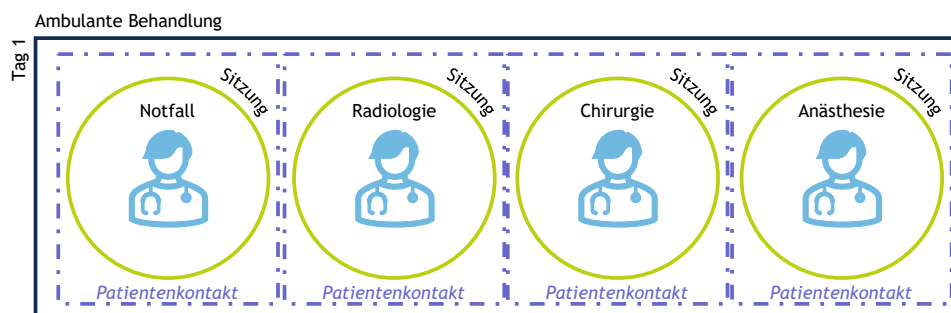 Ambulante Behandlung
Tag 1
Sitzung
Notfall
Patientenkontakt
Sitzung
Radiologie
Patientenkontakt
Sitzung
Chirurgie
Patientenkontakt
Sitzung
Anästhesie
Patientenkontakt